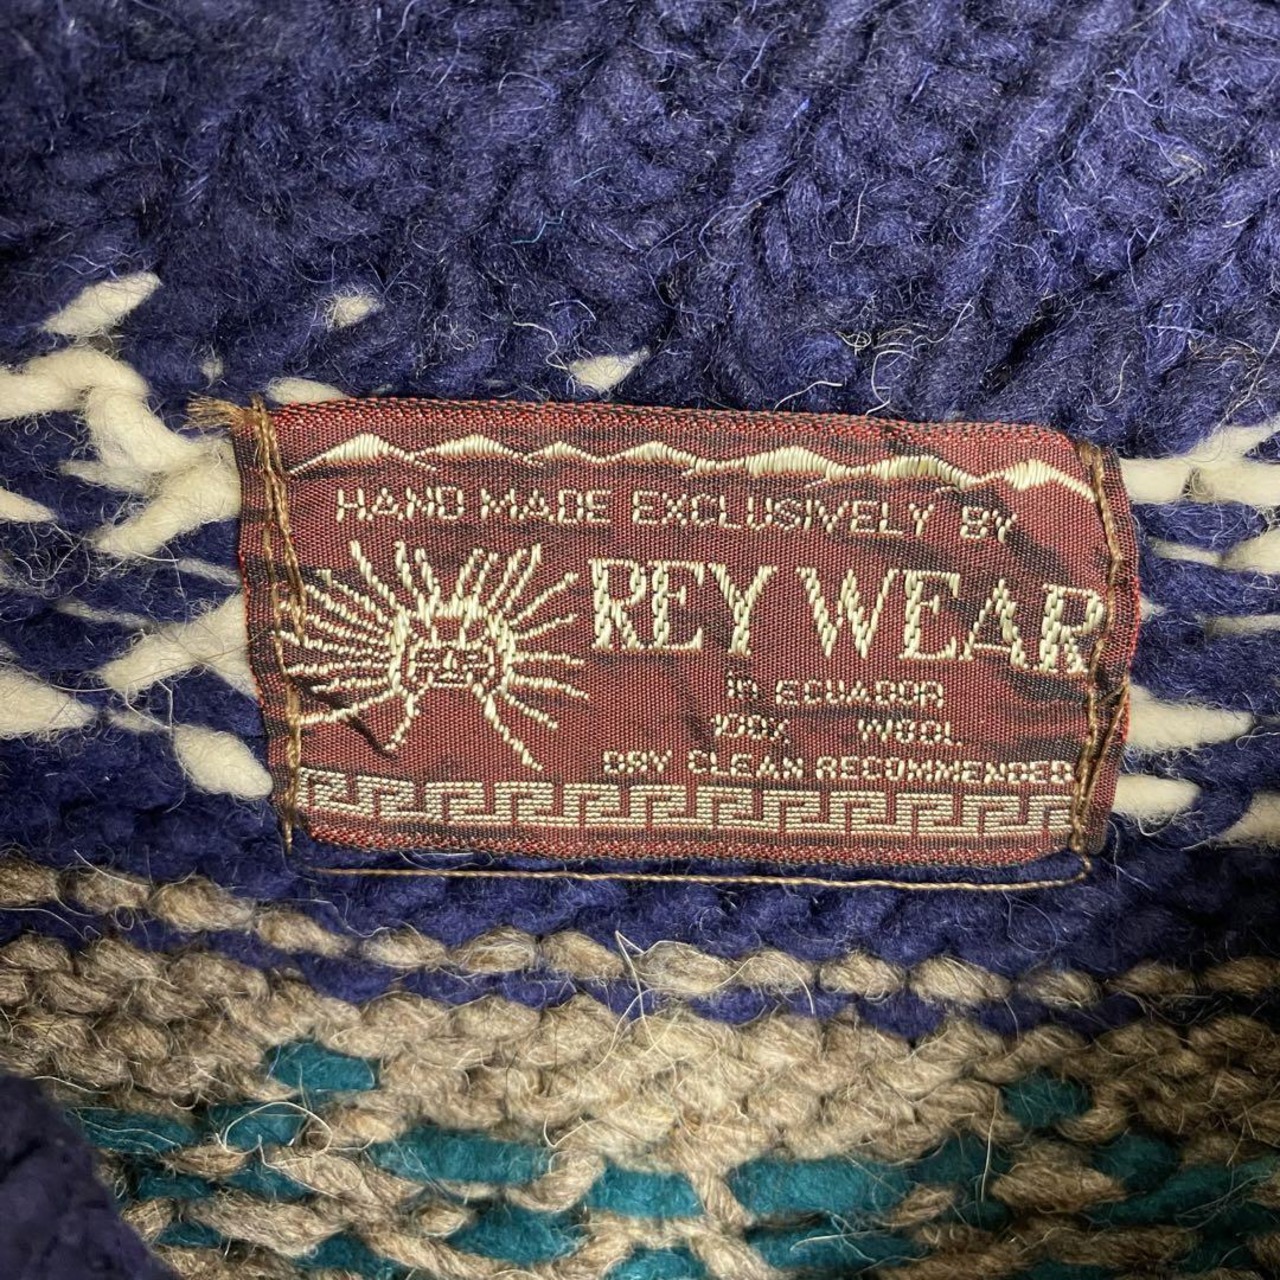 HAND MADE EXCLUSIVELY BY
REY WEAR
IN ECUADOR
100% WOOL
DRY CLEAN RECOMMENDED